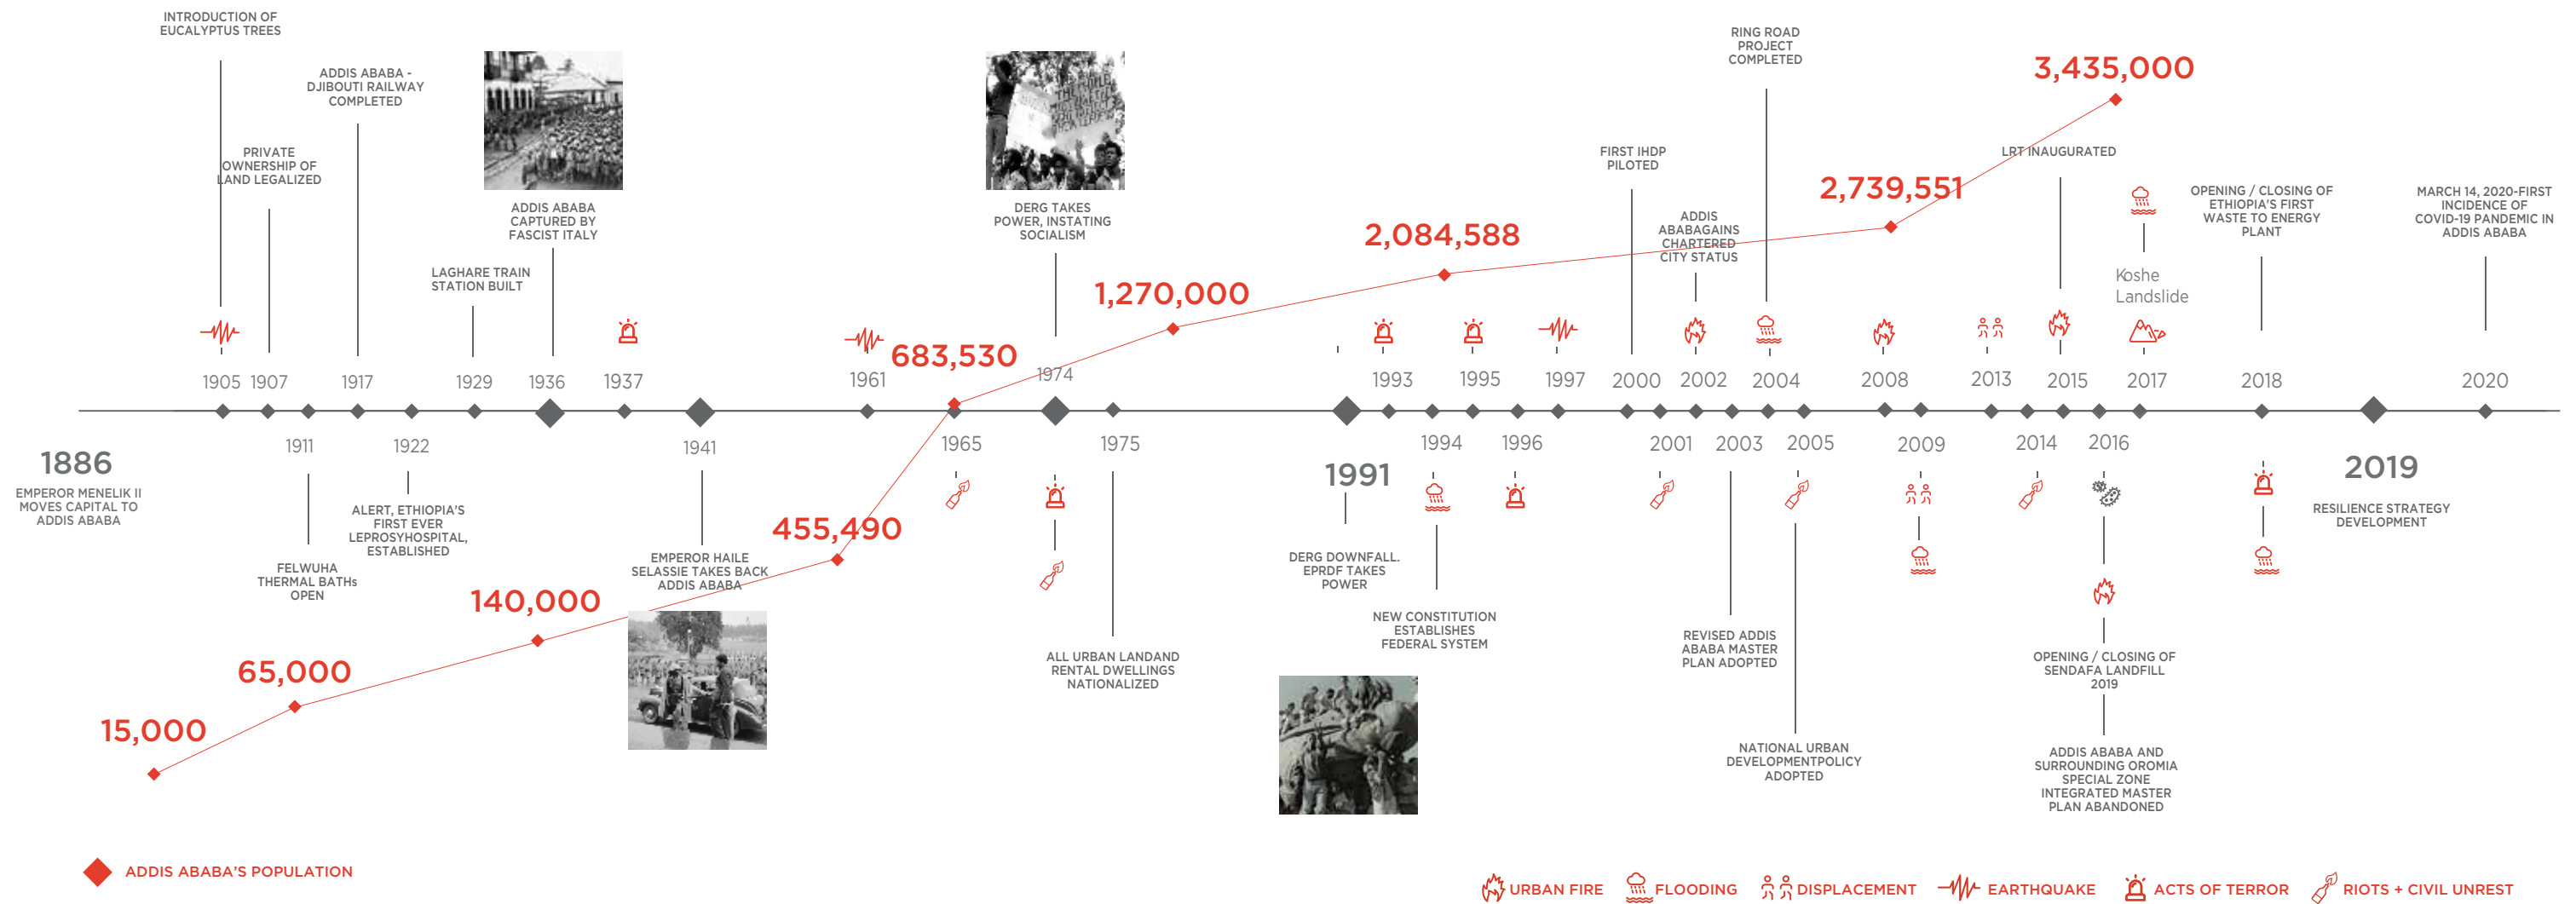 INTRODUCTION OF
EUCALYPTUS TREES
ADDIS ABABA -
DJIBOUTI RAILWAY
COMPLETED
PRIVATE
OWNERSHIP OF
LAND LEGALIZED
ADDIS ABABA
CAPTURED BY
FASCIST ITALY
LAGHARE TRAIN
STATION BUILT
DERG TAKES
POWER, INSTATING
SOCIALISM
RING ROAD
PROJECT
COMPLETED
FIRST IHDP
PILOTED
ADDIS
ABABAGAINS
CHARTERED
CITY STATUS
LRT INAUGURATED
Koshe
Landslide
OPENING / CLOSING OF
ETHIOPIA'S FIRST
WASTE TO ENERGY
PLANT
MARCH 14, 2020-FIRST
INCIDENCE OF
COVID-19 PANDEMIC IN
ADDIS ABABA
3,435,000
2,739,551
2,084,588
1,270,000
683,530
455,490
140,000
65,000
15,000
1905
1907
1917
1929
1936
1937
1961
1974
1993
1995
1997
2000
2002
2004
2008
2013
2015
2017
2018
2020
1886
EMPEROR MENELIK II
MOVES CAPITAL TO
ADDIS ABABA
1911
FELWUHA
THERMAL BATHs
OPEN
1922
ALERT, ETHIOPIA'S
FIRST EVER
LEPROSYHOSPITAL,
ESTABLISHED
1941
EMPEROR HAILE
SELASSIE TAKES BACK
ADDIS ABABA
1965
1975
ALL URBAN LANDAND
RENTAL DWELLINGS
NATIONALIZED
1991
DERG DOWNFALL.
EPRDF TAKES
POWER
1994
NEW CONSTITUTION
ESTABLISHES
FEDERAL SYSTEM
1996
2001
2003
REVISED ADDIS
ABABA MASTER
PLAN ADOPTED
2005
NATIONAL URBAN
DEVELOPMENTPOLICY
ADOPTED
2009
2014
2016
OPENING / CLOSING OF
SENDAFA LANDFILL
2019
ADDIS ABABA AND
SURROUNDING OROMIA
SPECIAL ZONE
INTEGRATED MASTER
PLAN ABANDONED
2019
RESILIENCE STRATEGY
DEVELOPMENT
ADDIS ABABA'S POPULATION
URBAN FIRE
FLOODING
DISPLACEMENT
EARTHQUAKE
ACTS OF TERROR
RIOTS + CIVIL UNREST